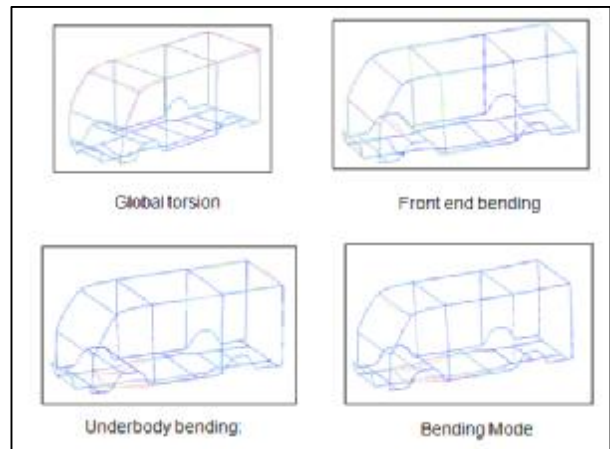 Global torsion
Front end bending
Underbody bending:
Bending Mode